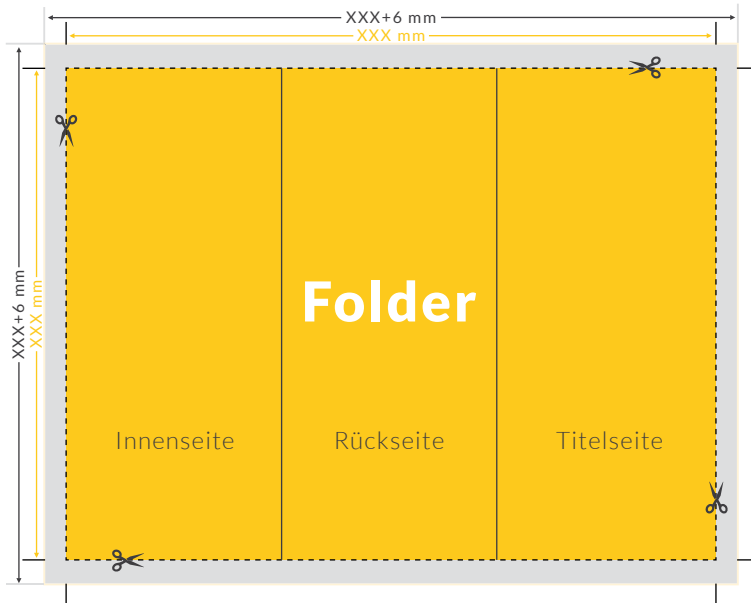 XXX+6 mm
XXX mm
XXX+6 mm
XXX mm
Folder
Innenseite
Rückseite
Titelseite